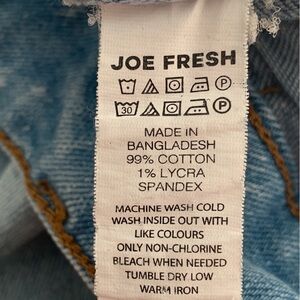 JOE FRESH
30
MADE IN
BANGLADESH
99% COTTON
1% LYCRA
SPANDEX
MACHINE WASH COLD
WASH INSIDE OUT WITH
LIKE COLOURS
ONLY NON-CHLORINE
BLEACH WHEN NEEDED
TUMBLE DRY LOW
WARM IRON